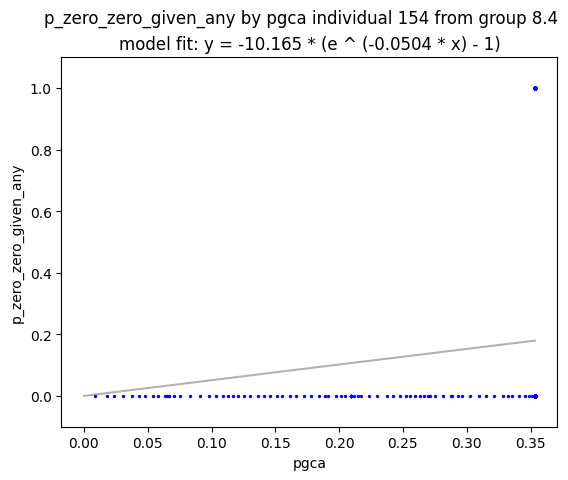 p_zero_zero_given_any by pgca individual 154 from group 8.4
model fit: y = -10.165 * (e ^ (-0.0504 * x) - 1)
1.0
0.8
0.6
0.4
0.2
0.0
p_zero_zero_given_any
0.00 0.05 0.10 0.15 0.20 0.25 0.30 0.35
pgca